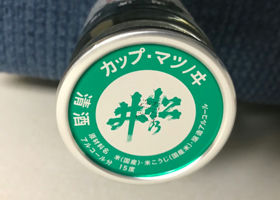 カップ・マツノヰ
清酒
松乃井
原材料名 米(国産)・米こうじ(国産米)・醸造アルコール
アルコール分 15度